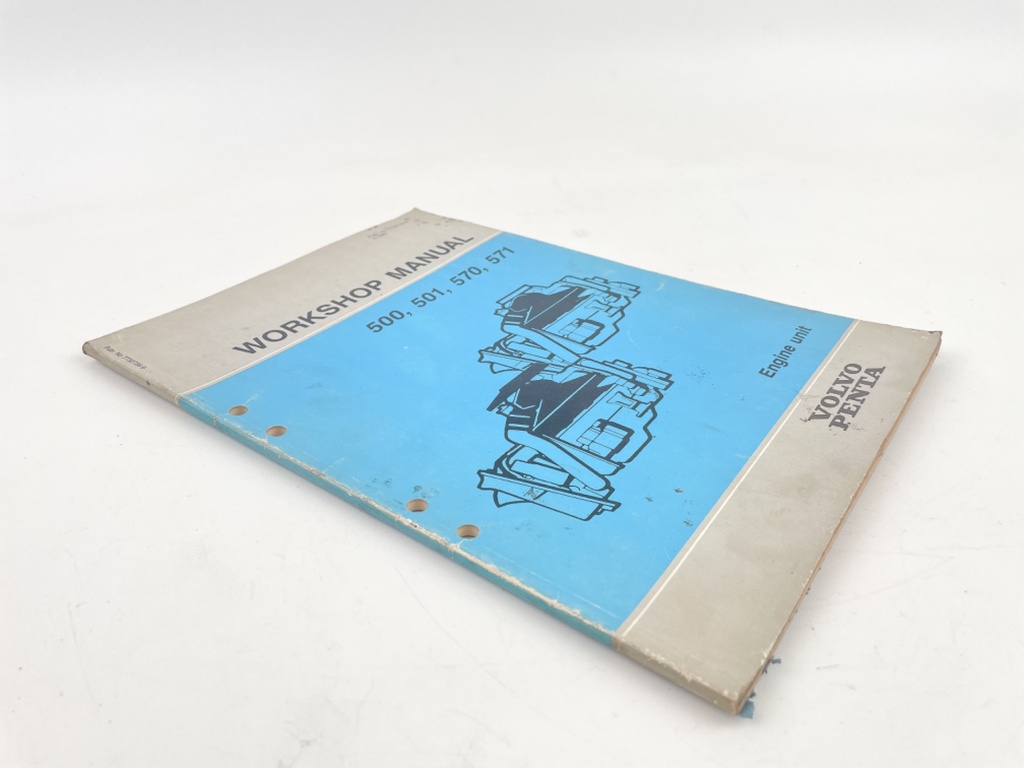 WORKSHOP MANUAL
500, 501, 570, 571
Engine unit
VOLVO
PENTA